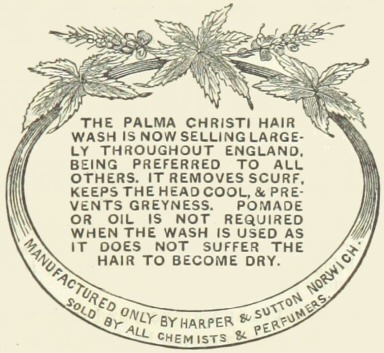 THE PALMA CHRISTI HAIR
WASH IS NOW SELLING LARGE-
LY THROUGHOUT ENGLAND,
BEING PREFERRED TO ALL
OTHERS. IT REMOVES SCURF,
KEEPS THE HEAD COOL, & PRE-
VENTS GREYNESS. POMADE
OR OIL IS NOT REQUIRED
WHEN THE WASH IS USED AS
IT DOES NOT SUFFER THE
HAIR TO BECOME DRY.
MANUFACTURED ONLY BY HARPER & SUTTON NORWICH.
SOLD BY ALL CHEMISTS & PERFUMERS.